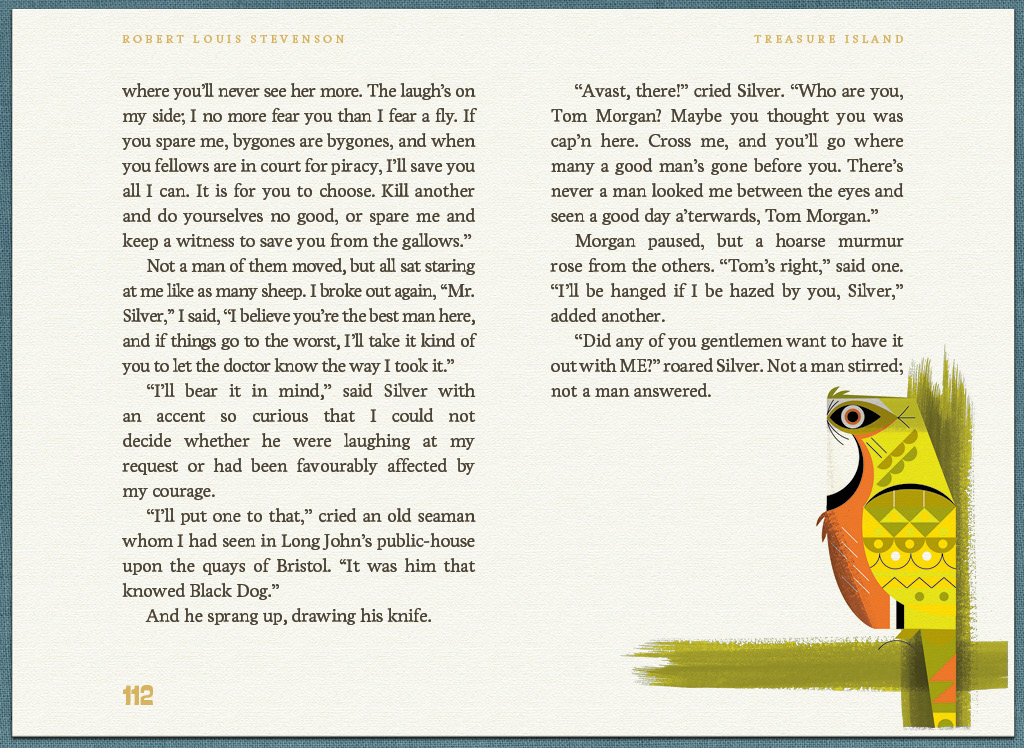 ROBERT LOUIS STEVENSON
TREASURE ISLAND
where you’ll never see her more. The laugh’s on
my side; I no more fear you than I fear a fly. If
you spare me, bygones are bygones, and when
you fellows are in court for piracy, I’ll save you
all I can. It is for you to choose. Kill another
and do yourselves no good, or spare me and
keep a witness to save you from the gallows.”
Not a man of them moved, but all sat staring
at me like as many sheep. I broke out again, “Mr.
Silver,” I said, “I believe you’re the best man here,
and if things go to the worst, I’ll take it kind of
you to let the doctor know the way I took it.”
“I’ll bear it in mind,” said Silver with
an accent so curious that I could not
decide whether he were laughing at my
request or had been favourably affected by
my courage.
“I’ll put one to that,” cried an old seaman
whom I had seen in Long John’s public-house
upon the quays of Bristol. “It was him that
knowed Black Dog.”
And he sprang up, drawing his knife.
“Avast, there!” cried Silver. “Who are you,
Tom Morgan? Maybe you thought you was
cap’n here. Cross me, and you’ll go where
many a good man’s gone before you. There’s
never a man looked me between the eyes and
seen a good day a’terwards, Tom Morgan.”
Morgan paused, but a hoarse murmur
rose from the others. “Tom’s right,” said one.
“I’ll be hanged if I be hazed by you, Silver,”
added another.
“Did any of you gentlemen want to have it
out with ME?” roared Silver. Not a man stirred;
not a man answered.
112